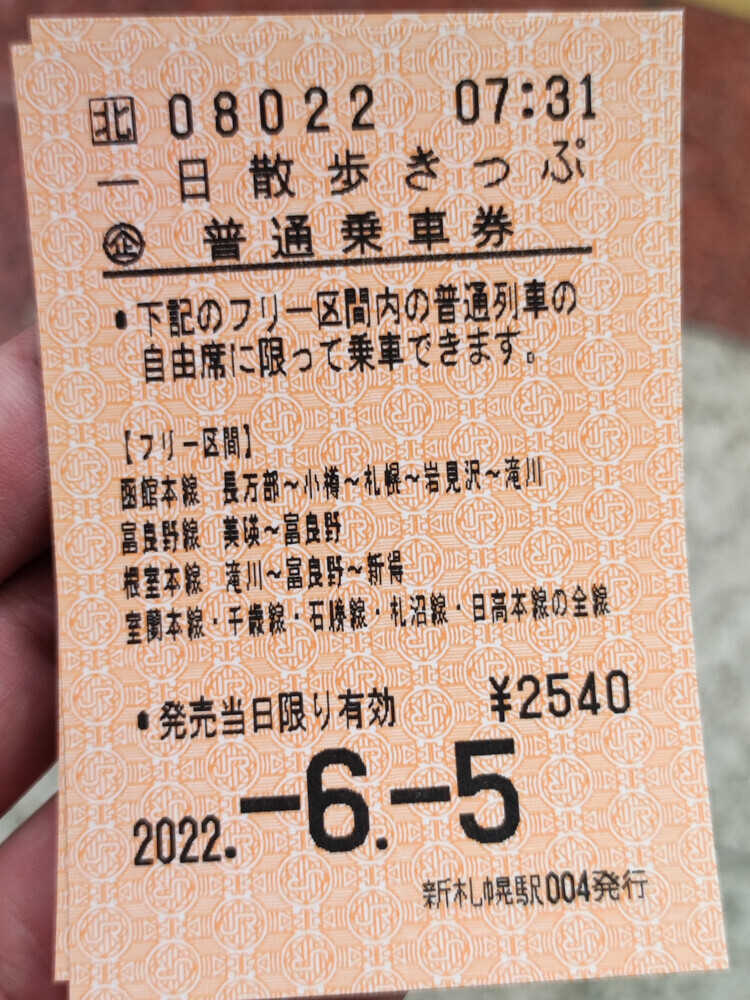 北 08022 07:31
一日散歩きっぷ
企 普通乗車券
・下記のフリー区間内の普通列車の
自由席に限って乗車できます。
【フリー区間】
函館本線 長万部~小樽~札幌~岩見沢~滝川
富良野線 美瑛~富良野
根室本線 滝川~富良野~新得
室蘭本線・千歳線・石勝線・札沼線・日高本線の全線
・発売当日限り有効 ¥2540
2022.-6.-5
新札幌駅004発行